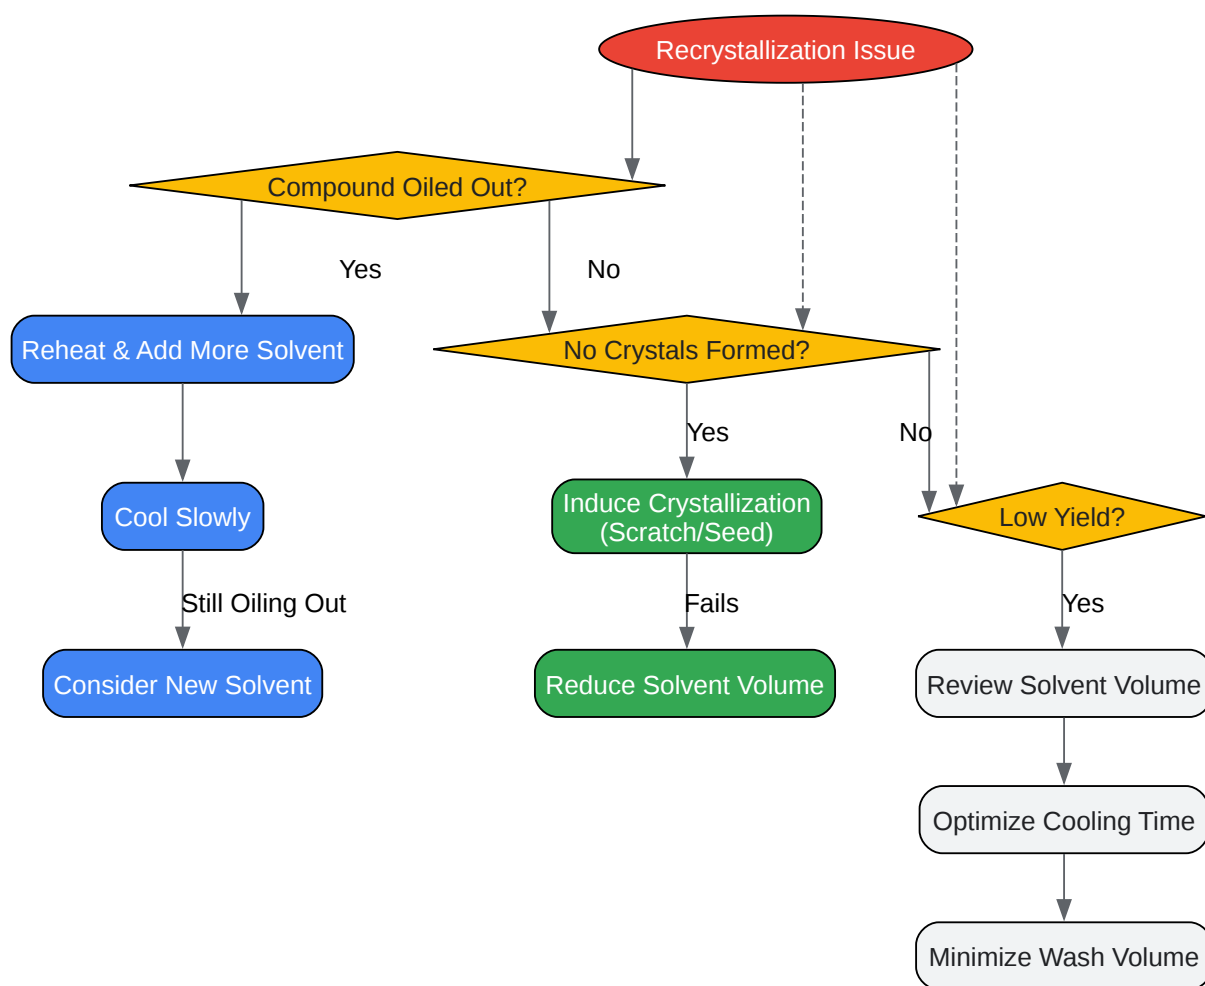 Recrystallization Issue
Compound Oiled Out?
Yes
No
Reheat & Add More Solvent
No Crystals Formed?
Yes
No
Cool Slowly
Induce Crystallization
(Scratch/Seed)
Low Yield?
Still Oiling Out
Fails
Yes
Consider New Solvent
Reduce Solvent Volume
Review Solvent Volume
Optimize Cooling Time
Minimize Wash Volume